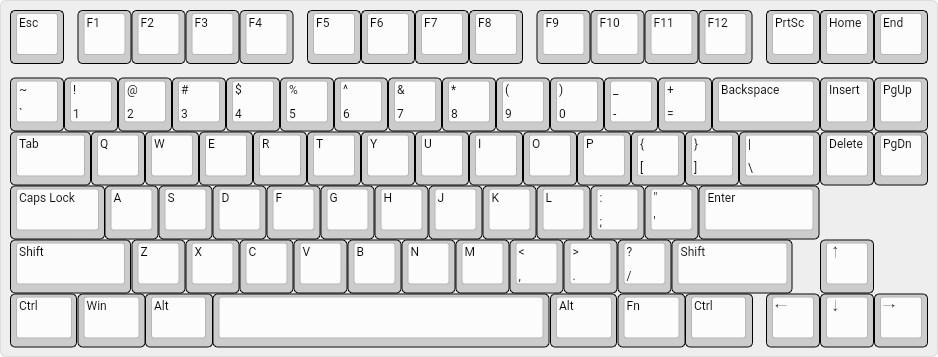 Esc F1 F2 F3 F4 F5 F6 F7 F8 F9 F10 F11 F12 PrtSc Home End
~ ! @ # $ % ^ & * ( ) _ + Backspace Insert PgUp
` 1 2 3 4 5 6 7 8 9 0 - =
Tab Q W E R T Y U I O P { } | Delete PgDn
[ ] \
Caps Lock A S D F G H J K L : " Enter
; '
Shift Z X C V B N M < > ? Shift ↑
, . /
Ctrl Win Alt Alt Fn Ctrl ← ↓ →